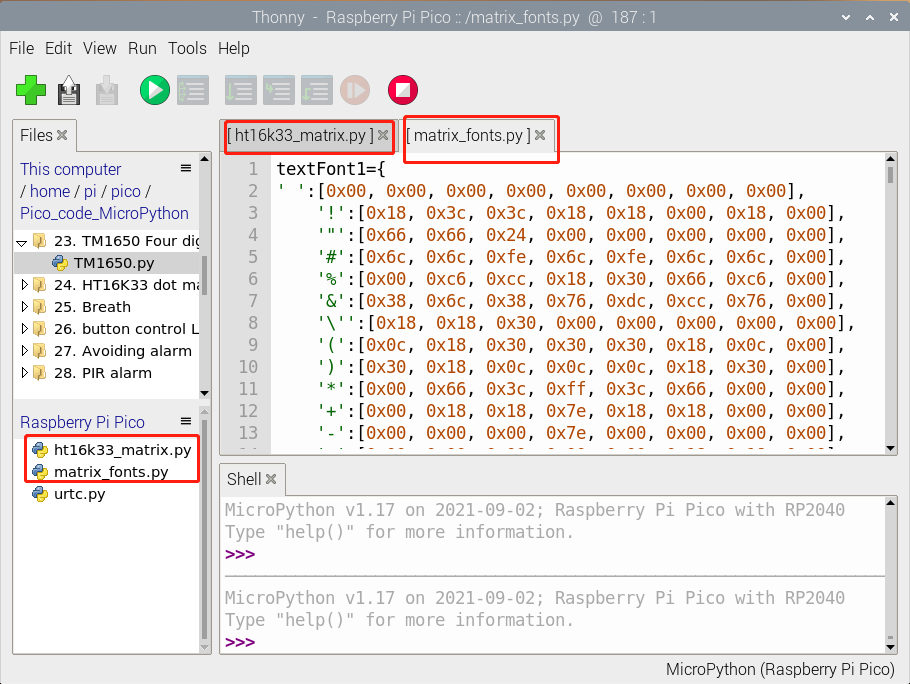 Thonny - Raspberry Pi Pico :: /matrix_fonts.py @ 187 : 1
File Edit View Run Tools Help
Files
This computer
/ home / pi / pico /
Pico_code_MicroPython
23. TM1650 Four dig
TM1650.py
24. HT16K33 dot ma
25. Breath
26. button control L
27. Avoiding alarm
28. PIR alarm
Raspberry Pi Pico
ht16k33_matrix.py
matrix_fonts.py
urtc.py
[ ht16k33_matrix.py ] [ matrix_fonts.py ]
1 textFont1={
2 ' ':[0x00, 0x00, 0x00, 0x00, 0x00, 0x00, 0x00, 0x00],
3 '!':[0x18, 0x3c, 0x3c, 0x18, 0x18, 0x00, 0x18, 0x00],
4 '"':[0x66, 0x66, 0x24, 0x00, 0x00, 0x00, 0x00, 0x00],
5 '#':[0x6c, 0x6c, 0xfe, 0x6c, 0xfe, 0x6c, 0x6c, 0x00],
6 '%':[0x00, 0xc6, 0xcc, 0x18, 0x30, 0x66, 0xc6, 0x00],
7 '&':[0x38, 0x6c, 0x38, 0x76, 0xdc, 0xcc, 0x76, 0x00],
8 '\'':[0x18, 0x18, 0x30, 0x00, 0x00, 0x00, 0x00, 0x00],
9 '(':[0x0c, 0x18, 0x30, 0x30, 0x30, 0x18, 0x0c, 0x00],
10 ')':[0x30, 0x18, 0x0c, 0x0c, 0x0c, 0x18, 0x30, 0x00],
11 '*':[0x00, 0x66, 0x3c, 0xff, 0x3c, 0x66, 0x00, 0x00],
12 '+':[0x00, 0x18, 0x18, 0x7e, 0x18, 0x18, 0x00, 0x00],
13 '-':[0x00, 0x00, 0x00, 0x7e, 0x00, 0x00, 0x00, 0x00],
Shell
MicroPython v1.17 on 2021-09-02; Raspberry Pi Pico with RP2040
Type "help()" for more information.
>>>
MicroPython v1.17 on 2021-09-02; Raspberry Pi Pico with RP2040
Type "help()" for more information.
>>>
MicroPython (Raspberry Pi Pico)